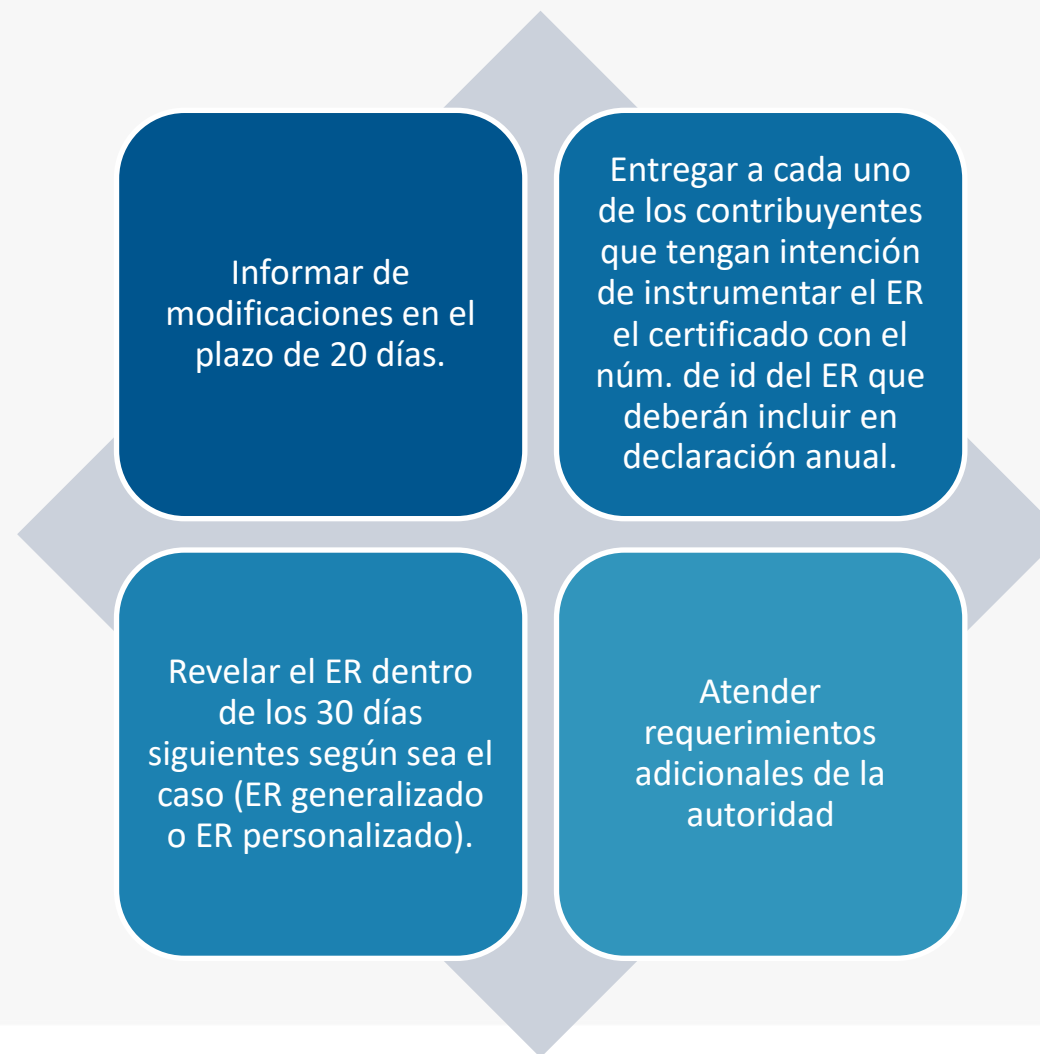 Informar de
modificaciones en el
plazo de 20 días.
Entregar a cada uno
de los contribuyentes
que tengan intención
de instrumentar el ER
el certificado con el
núm. de id del ER que
deberán incluir en
declaración anual.
Revelar el ER dentro
de los 30 días
siguientes según sea el
caso (ER generalizado
o ER personalizado).
Atender
requerimientos
adicionales de la
autoridad